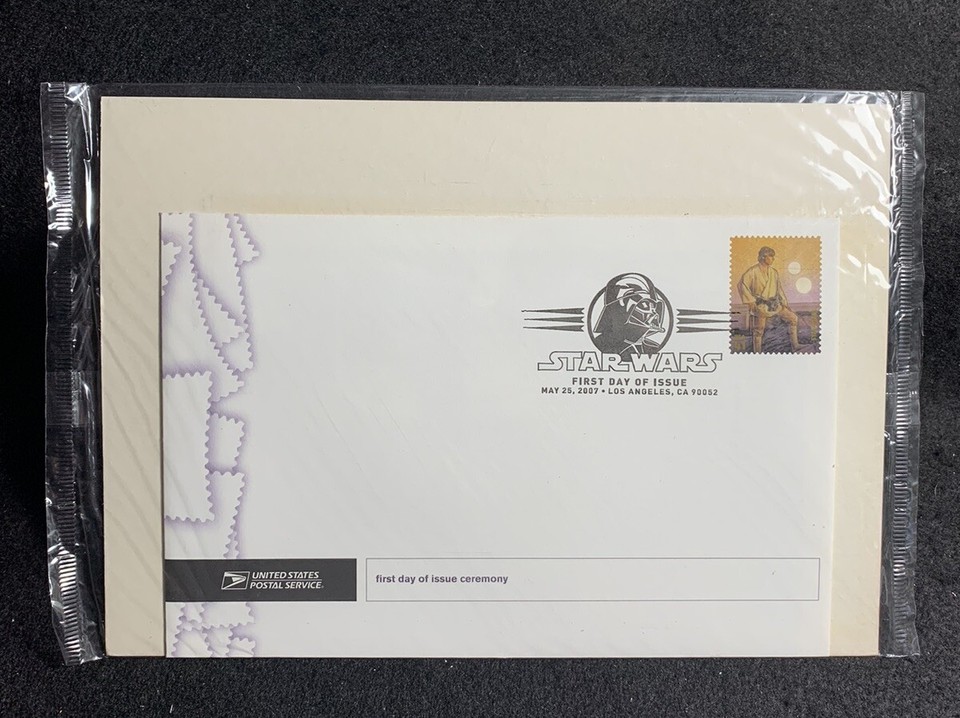 STAR WARS
FIRST DAY OF ISSUE
MAY 25, 2007 • LOS ANGELES, CA 90052
UNITED STATES
POSTAL SERVICE®
first day of issue ceremony